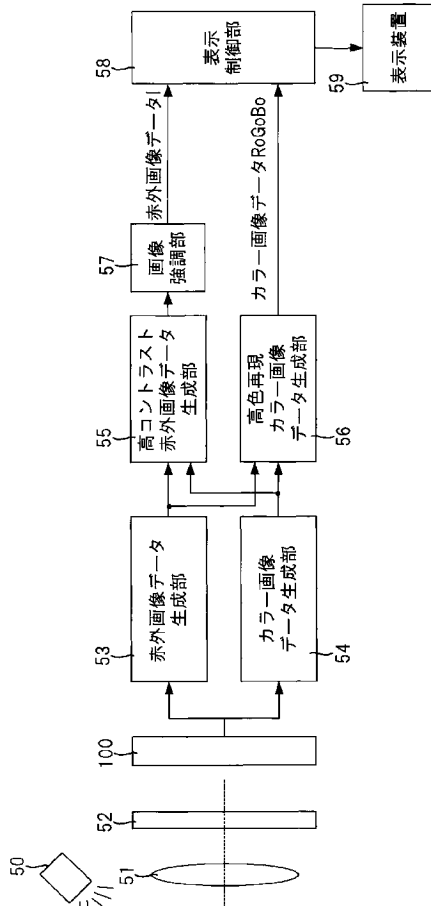 50
51
52
100
53
赤外画像データ
生成部
54
カラー画像
データ生成部
55
高コントラスト
赤外画像データ
生成部
56
高色再現
カラー画像
データ生成部
57
画像
強調部
赤外画像データI
カラー画像データRoGoBo
58
表示
制御部
59
表示装置